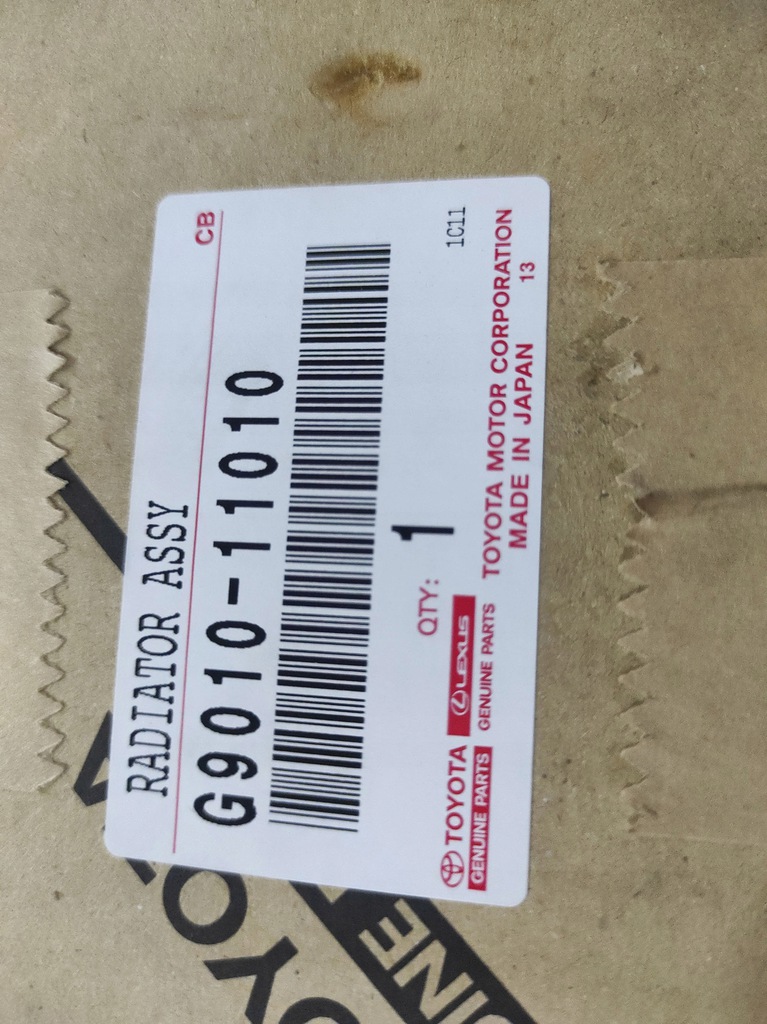 RADIATOR ASSY
CB
G9010-11010
QTY: 1
1C11
TOYOTA
GENUINE PARTS
LEXUS
GENUINE PARTS
TOYOTA MOTOR CORPORATION
MADE IN JAPAN
13